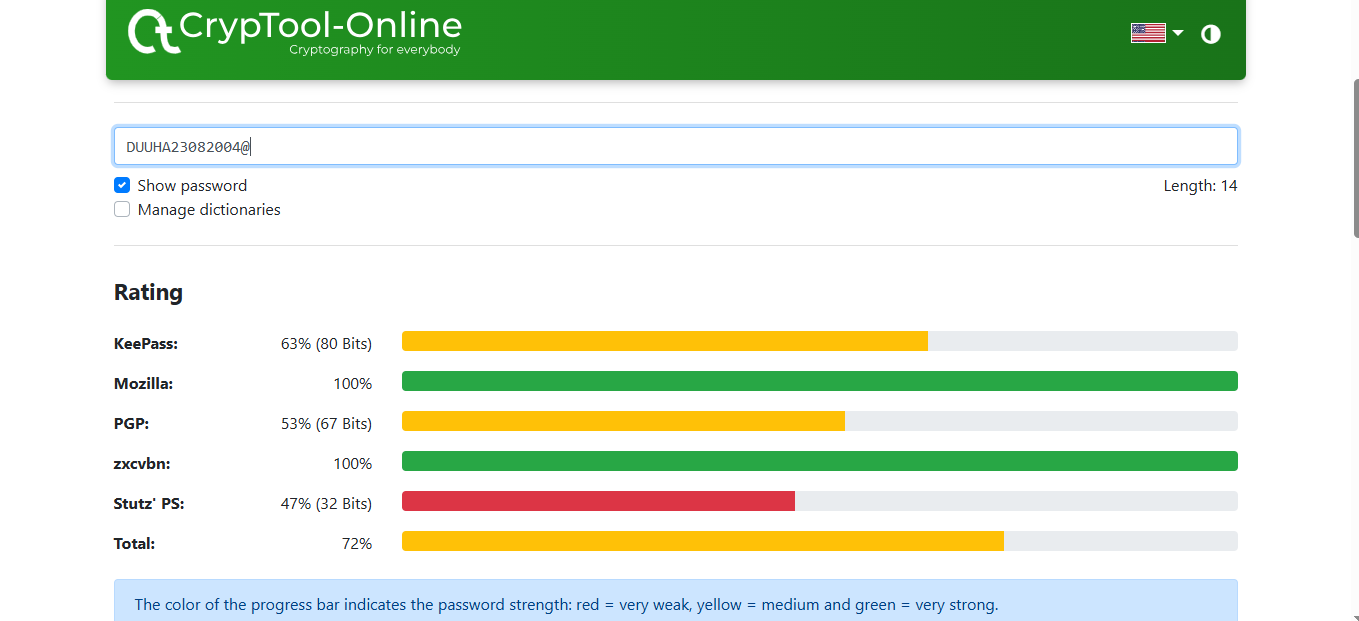 CrypTool-Online
Cryptography for everybody
DUUHA23082004@
Show password
Length: 14
Manage dictionaries
Rating
KeePass: 63% (80 Bits)
Mozilla: 100%
PGP: 53% (67 Bits)
zxcvbn: 100%
Stutz' PS: 47% (32 Bits)
Total: 72%
The color of the progress bar indicates the password strength: red = very weak, yellow = medium and green = very strong.